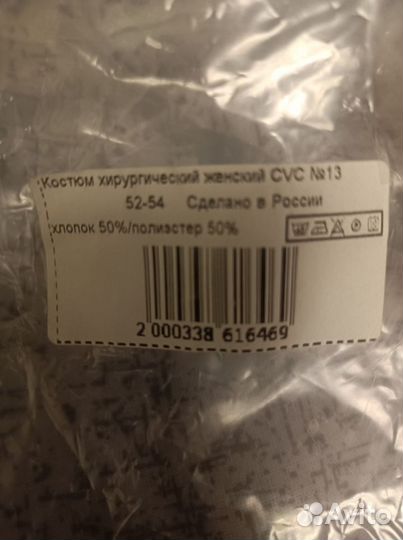 Костюм хирургический женский CVC №13
52-54 Сделано в России
хлопок 50%/полиэстер 50%
2 000338 616469
Avito